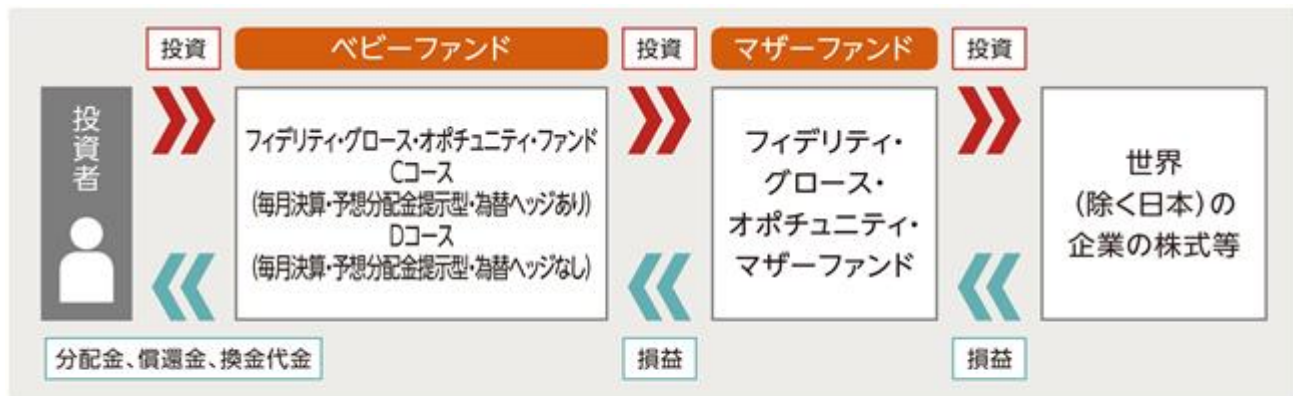 投資
ベビーファンド
投資
マザーファンド
投資
投資者
フィデリティ・グロース・オポチュニティ・ファンド
Cコース
(毎月決算・予想分配金提示型・為替ヘッジあり)
Dコース
(毎月決算・予想分配金提示型・為替ヘッジなし)
フィデリティ・
グロース・
オポチュニティ・
マザーファンド
世界
(除く日本)の
企業の株式等
分配金、償還金、換金代金
損益
損益